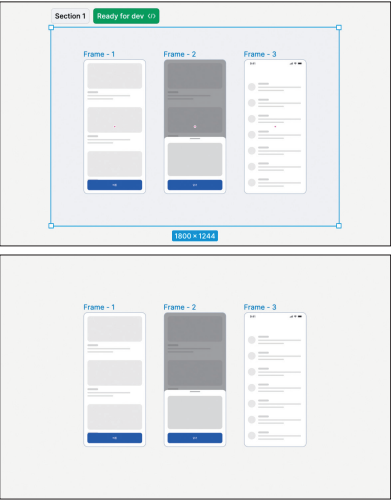 Section 1 Ready for dev </>
Frame - 1 Frame - 2 Frame - 3
1800 × 1244
Frame - 1 Frame - 2 Frame - 3